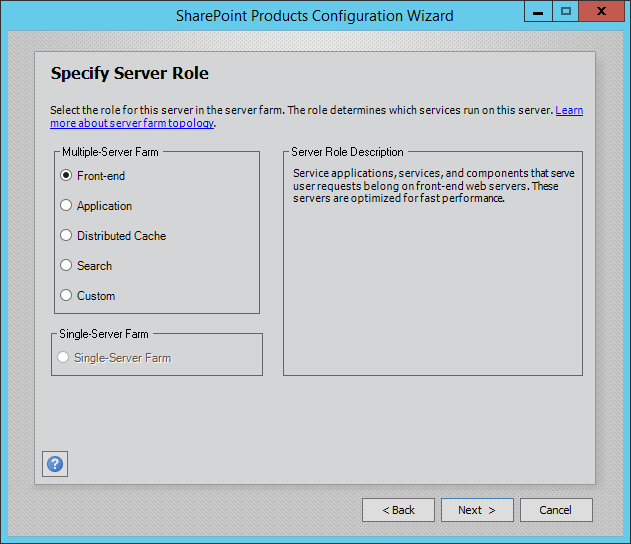 SharePoint Products Configuration Wizard
Specify Server Role
Select the role for this server in the server farm. The role determines which services run on this server. Learn
more about server farm topology.
Multiple-Server Farm
Front-end
Application
Distributed Cache
Search
Custom
Single-Server Farm
Single-Server Farm
Server Role Description
Service applications, services, and components that serve
user requests belong on front-end web servers. These
servers are optimized for fast performance.
?
< Back
Next >
Cancel